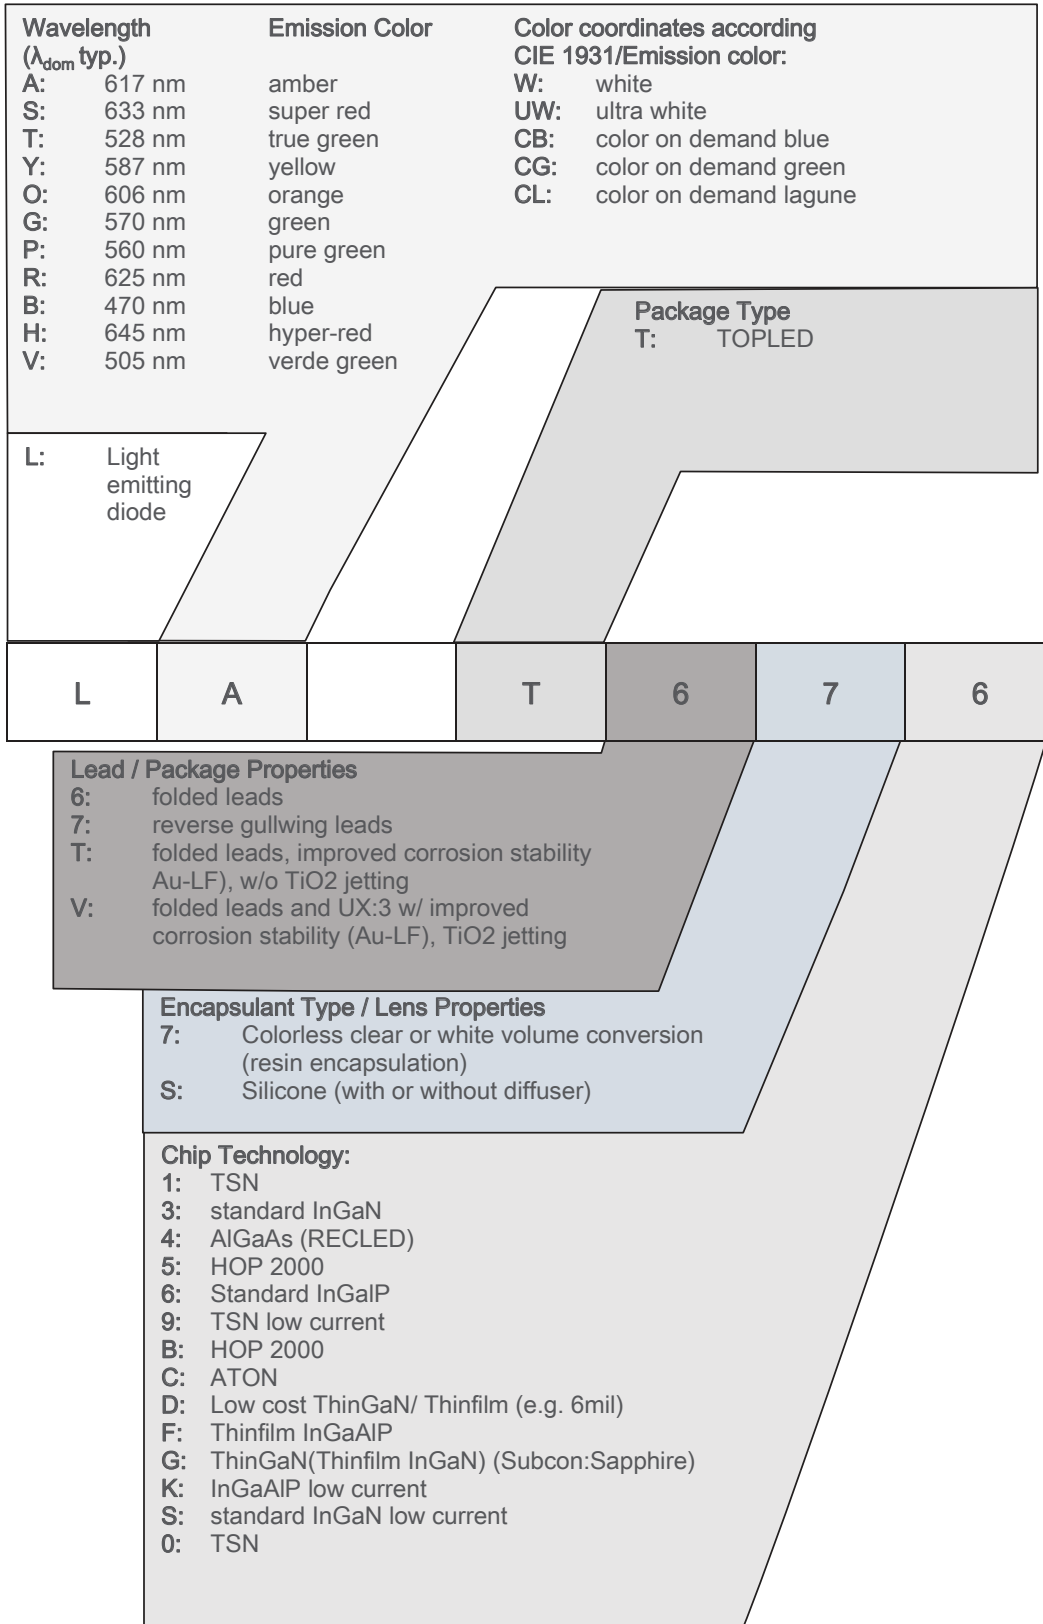 Wavelength Emission Color Color coordinates according
(λdom typ.) CIE 1931/Emission color:
A: 617 nm amber W: white
S: 633 nm super red UW: ultra white
T: 528 nm true green CB: color on demand blue
Y: 587 nm yellow CG: color on demand green
O: 606 nm orange CL: color on demand lagune
G: 570 nm green
P: 560 nm pure green
R: 625 nm red
B: 470 nm blue
H: 645 nm hyper-red
V: 505 nm verde green
Package Type
T: TOPLED
L: Light
emitting
diode
L A T 6 7 6
Lead / Package Properties
6: folded leads
7: reverse gullwing leads
T: folded leads, improved corrosion stability
Au-LF), w/o TiO2 jetting
V: folded leads and UX:3 w/ improved
corrosion stability (Au-LF), TiO2 jetting
Encapsulant Type / Lens Properties
7: Colorless clear or white volume conversion
(resin encapsulation)
S: Silicone (with or without diffuser)
Chip Technology:
1: TSN
3: standard InGaN
4: AlGaAs (RECLED)
5: HOP 2000
6: Standard InGalP
9: TSN low current
B: HOP 2000
C: ATON
D: Low cost ThinGaN/ Thinfilm (e.g. 6mil)
F: Thinfilm InGaAlP
G: ThinGaN(Thinfilm InGaN) (Subcon:Sapphire)
K: InGaAlP low current
S: standard InGaN low current
0: TSN